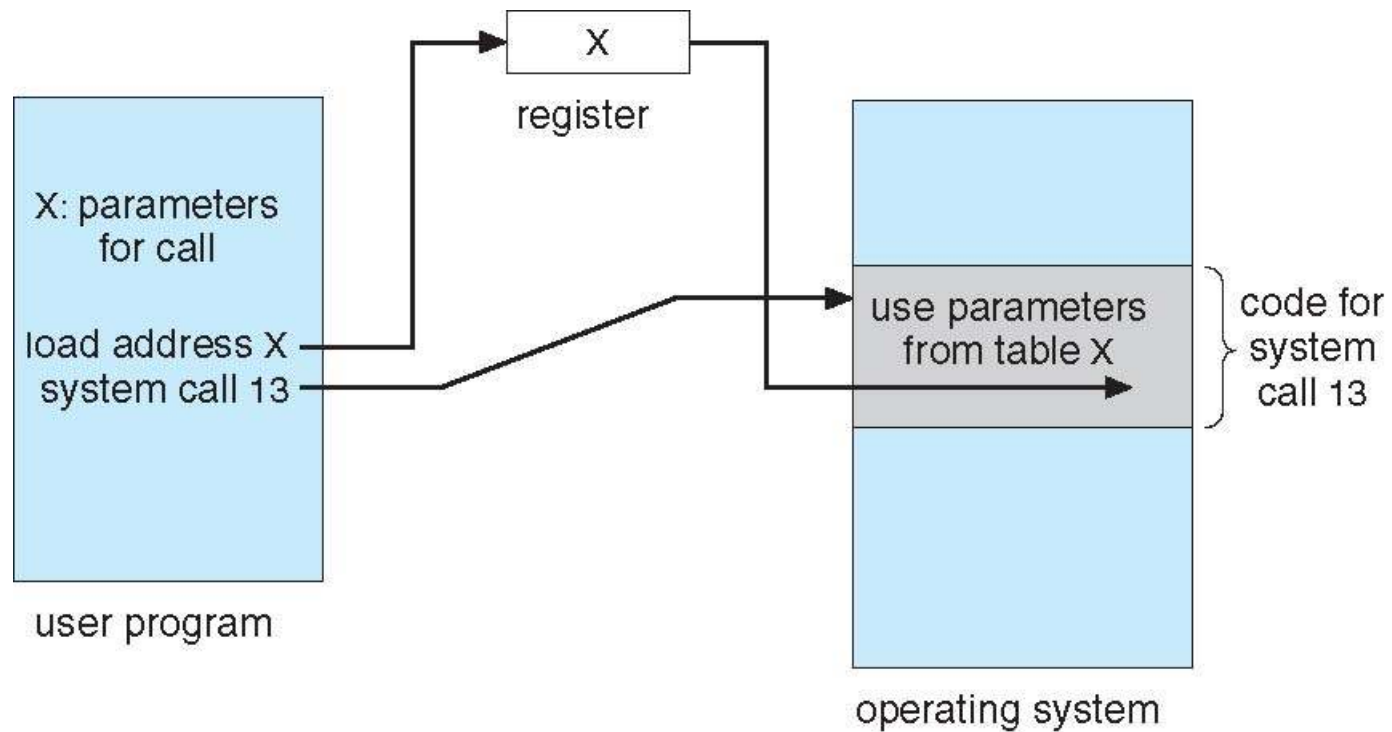 X
register
X: parameters
for call
load address X
system call 13
user program
use parameters
from table X
code for
system
call 13
operating system